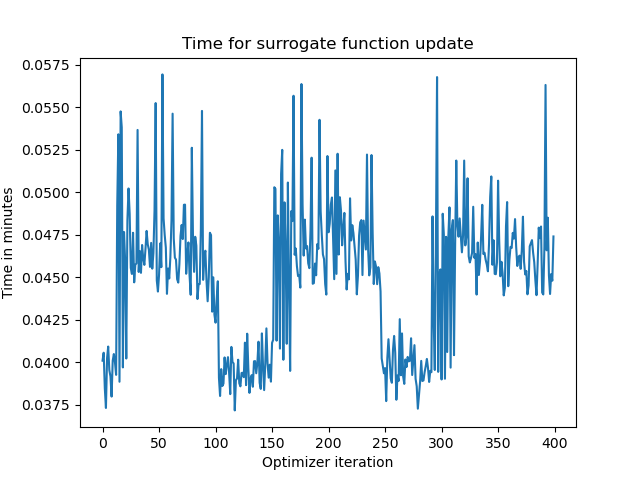 Time for surrogate function update
Time in minutes
0.0575
0.0550
0.0525
0.0500
0.0475
0.0450
0.0425
0.0400
0.0375
0 50 100 150 200 250 300 350 400
Optimizer iteration